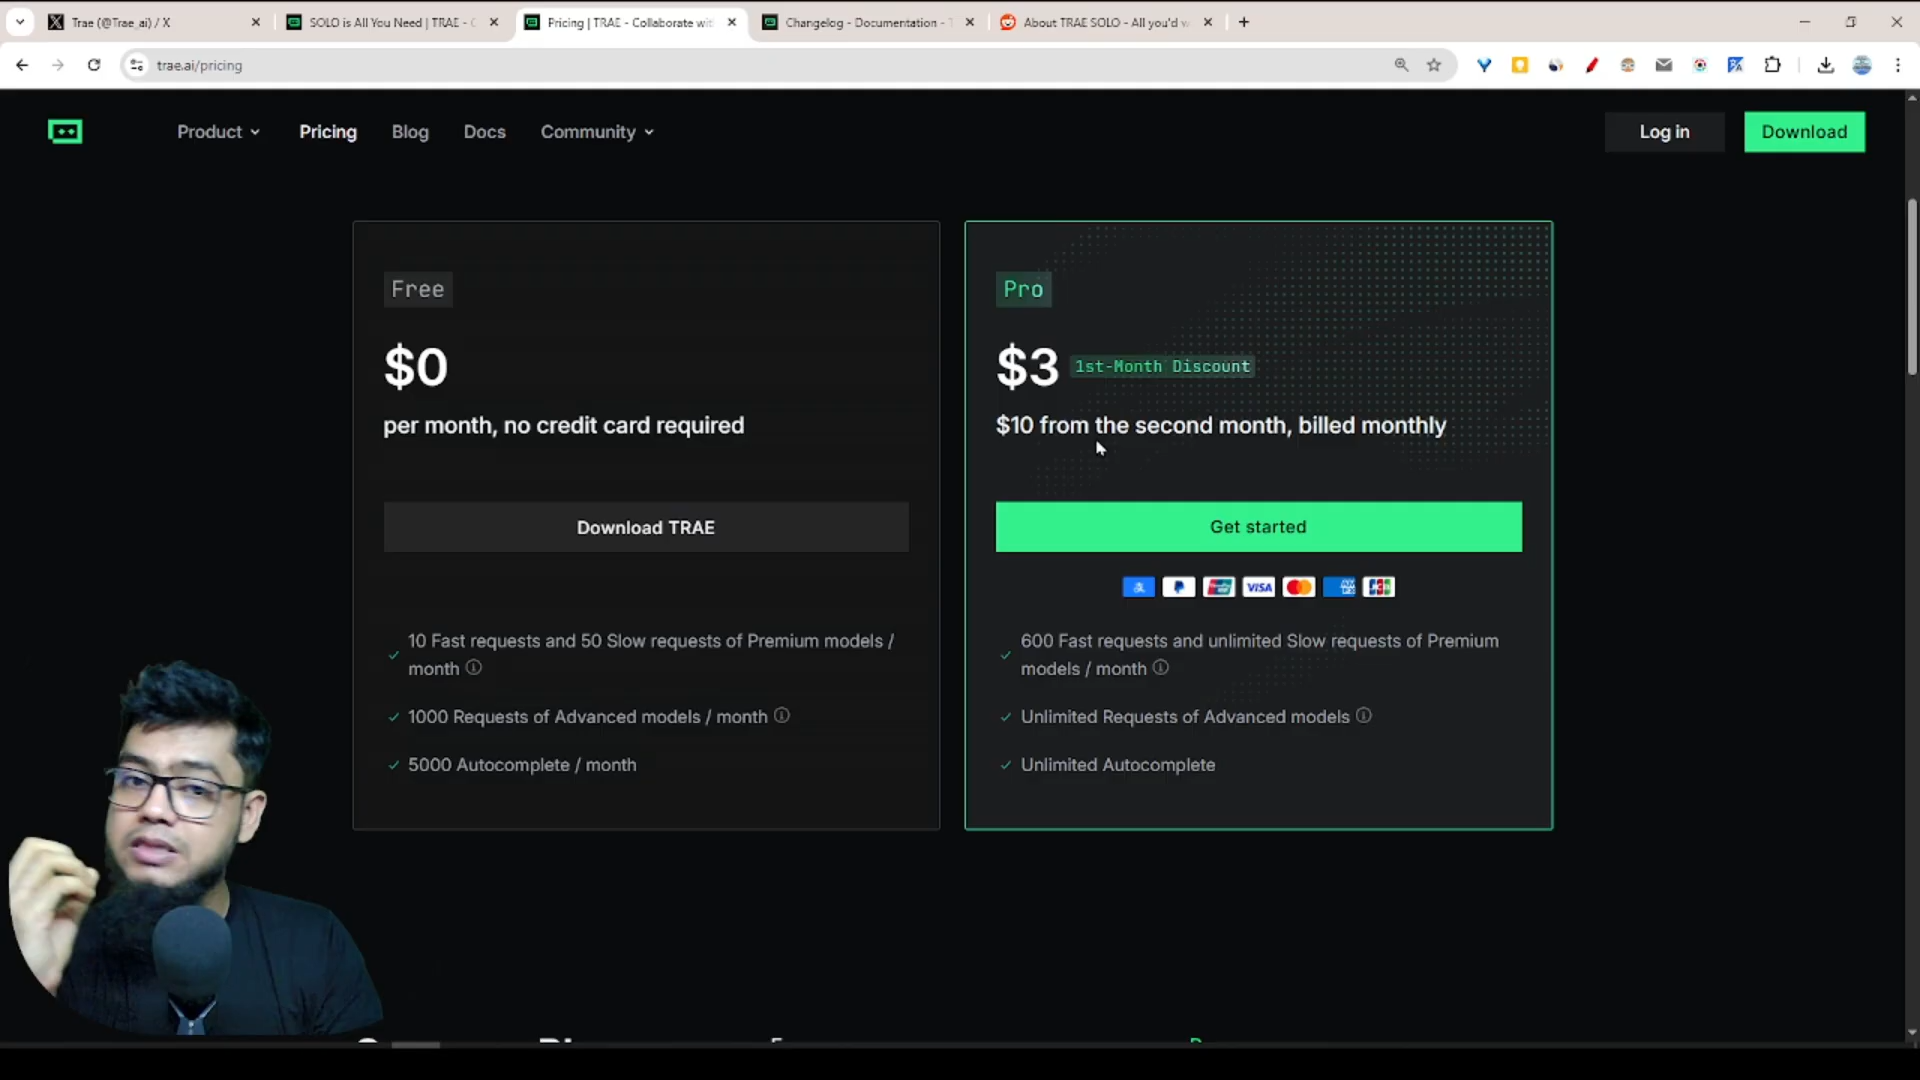 Trae (@Trae_ai) / X
SOLO is All You Need | TRAE - C
Pricing | TRAE - Collaborate with
Changelog - Documentation - T
About TRAE SOLO - All you'd w
trae.ai/pricing
Product
Pricing
Blog
Docs
Community
Log in
Download
Free
$0
per month, no credit card required
Download TRAE
10 Fast requests and 50 Slow requests of Premium models /
month
1000 Requests of Advanced models / month
5000 Autocomplete / month
Pro
$3 1st-Month Discount
$10 from the second month, billed monthly
Get started
VISA
600 Fast requests and unlimited Slow requests of Premium
models / month
Unlimited Requests of Advanced models
Unlimited Autocomplete